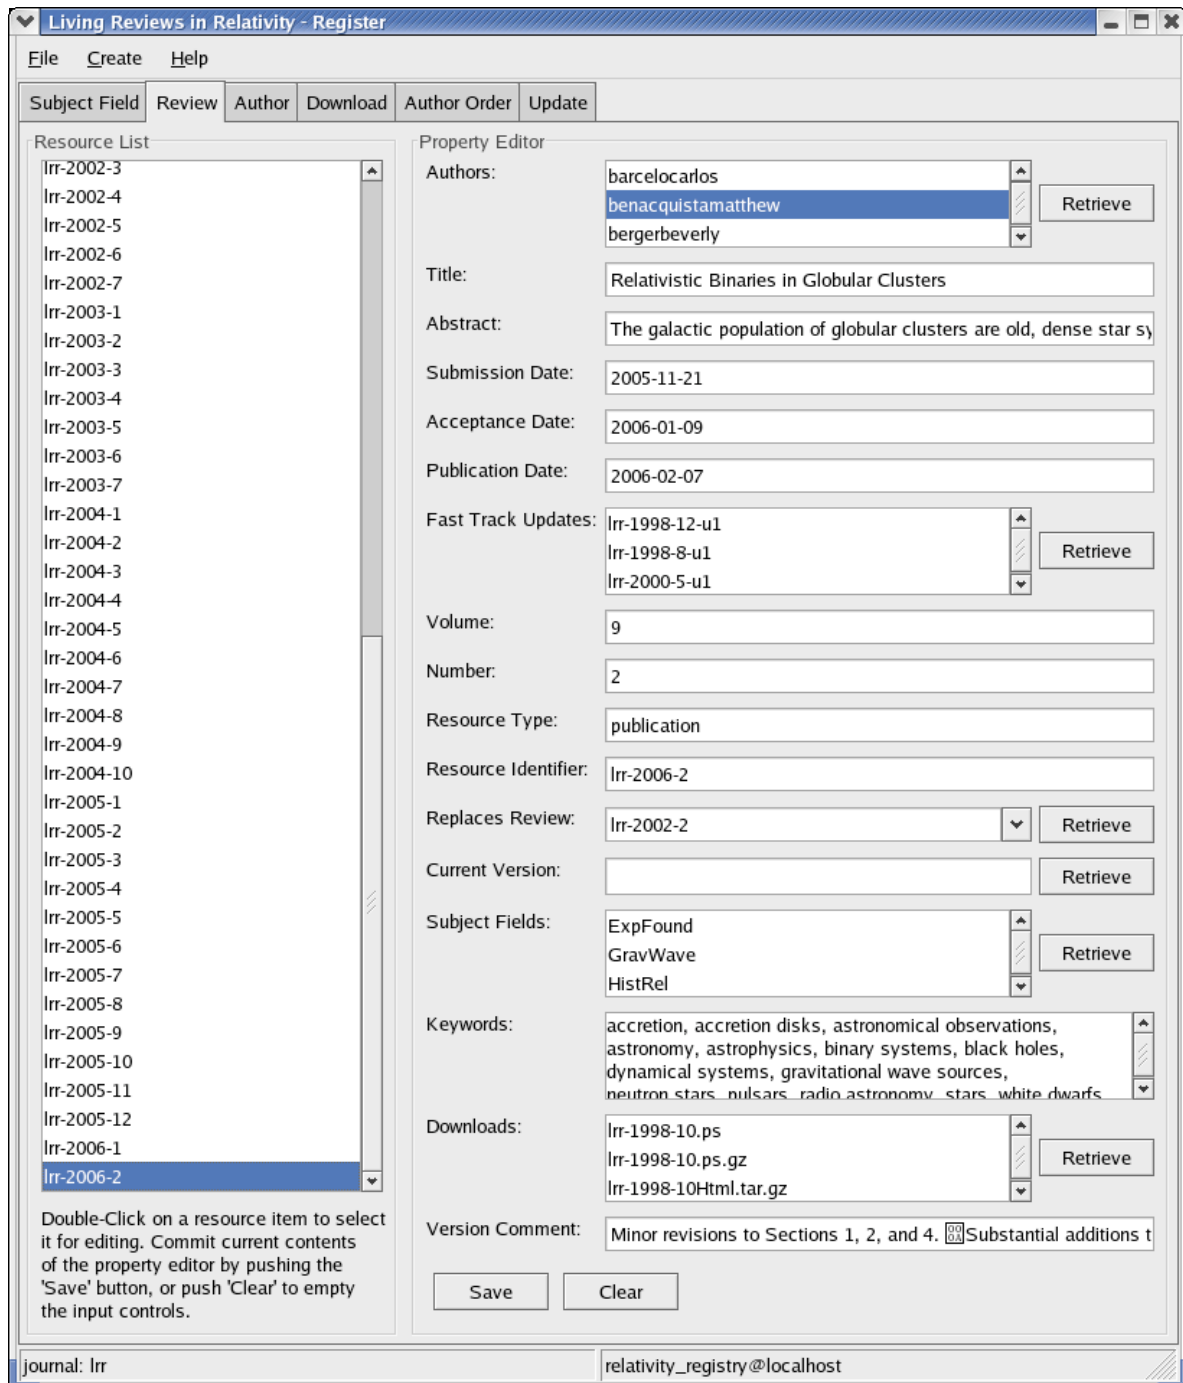 Living Reviews in Relativity - Register
File Create Help
Subject Field Review Author Download Author Order Update
Resource List
lrr-2002-3
lrr-2002-4
lrr-2002-5
lrr-2002-6
lrr-2002-7
lrr-2003-1
lrr-2003-2
lrr-2003-3
lrr-2003-4
lrr-2003-5
lrr-2003-6
lrr-2003-7
lrr-2004-1
lrr-2004-2
lrr-2004-3
lrr-2004-4
lrr-2004-5
lrr-2004-6
lrr-2004-7
lrr-2004-8
lrr-2004-9
lrr-2004-10
lrr-2005-1
lrr-2005-2
lrr-2005-3
lrr-2005-4
lrr-2005-5
lrr-2005-6
lrr-2005-7
lrr-2005-8
lrr-2005-9
lrr-2005-10
lrr-2005-11
lrr-2005-12
lrr-2006-1
lrr-2006-2
Double-Click on a resource item to select
it for editing. Commit current contents
of the property editor by pushing the
'Save' button, or push 'Clear' to empty
the input controls.
Property Editor
Authors:
barcelocarlos
benacquistamatthew
bergerbeverly
Retrieve
Title:
Relativistic Binaries in Globular Clusters
Abstract:
The galactic population of globular clusters are old, dense star sy
Submission Date:
2005-11-21
Acceptance Date:
2006-01-09
Publication Date:
2006-02-07
Fast Track Updates:
lrr-1998-12-u1
lrr-1998-8-u1
lrr-2000-5-u1
Retrieve
Volume:
9
Number:
2
Resource Type:
publication
Resource Identifier:
lrr-2006-2
Replaces Review:
lrr-2002-2
Retrieve
Current Version:
Retrieve
Subject Fields:
ExpFound
GravWave
HistRel
Retrieve
Keywords:
accretion, accretion disks, astronomical observations,
astronomy, astrophysics, binary systems, black holes,
dynamical systems, gravitational wave sources,
neutron stars, pulsars, radio astronomy, stars, white dwarfs
Downloads:
lrr-1998-10.ps
lrr-1998-10.ps.gz
lrr-1998-10Html.tar.gz
Retrieve
Version Comment:
Minor revisions to Sections 1, 2, and 4. Substantial additions t
Save Clear
journal: lrr
relativity_registry@localhost